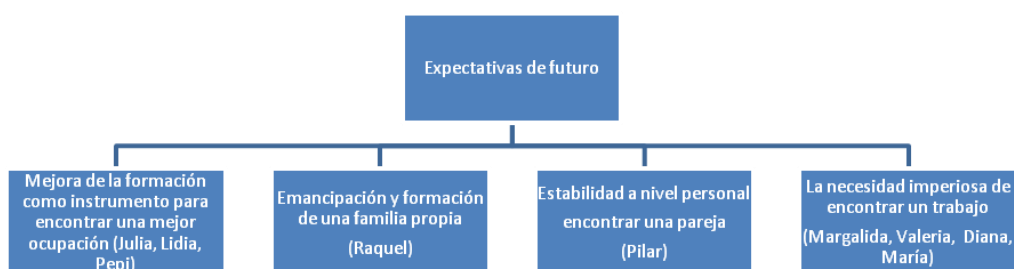 Expectativas de futuro
Mejora de la formación
como instrumento para
encontrar una mejor
ocupación (Julia, Lidia,
Pepi)
Emancipación y formación
de una familia propia
(Raquel)
Estabilidad a nivel personal
encontrar una pareja
(Pilar)
La necesidad imperiosa de
encontrar un trabajo
(Margalida, Valeria, Diana,
María)